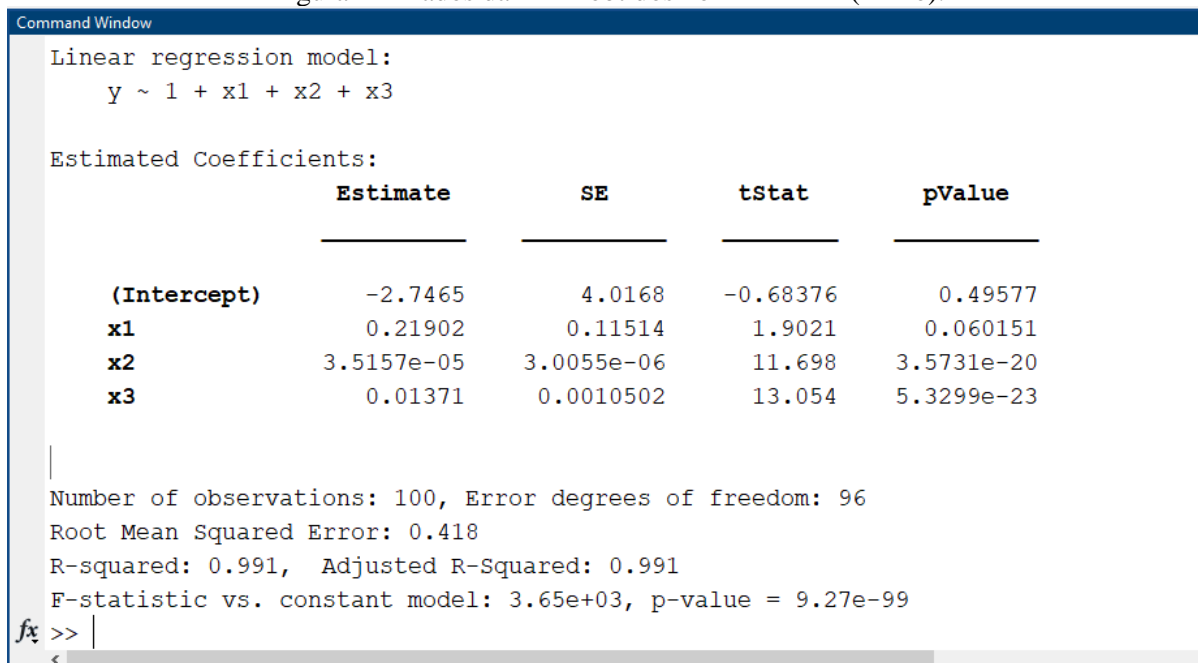 Command Window
Linear regression model:
y ~ 1 + x1 + x2 + x3
Estimated Coefficients:
Estimate SE tStat pValue
(Intercept) -2.7465 4.0168 -0.68376 0.49577
x1 0.21902 0.11514 1.9021 0.060151
x2 3.5157e-05 3.0055e-06 11.698 3.5731e-20
x3 0.01371 0.0010502 13.054 5.3299e-23
Number of observations: 100, Error degrees of freedom: 96
Root Mean Squared Error: 0.418
R-squared: 0.991, Adjusted R-Squared: 0.991
F-statistic vs. constant model: 3.65e+03, p-value = 9.27e-99
fx >>